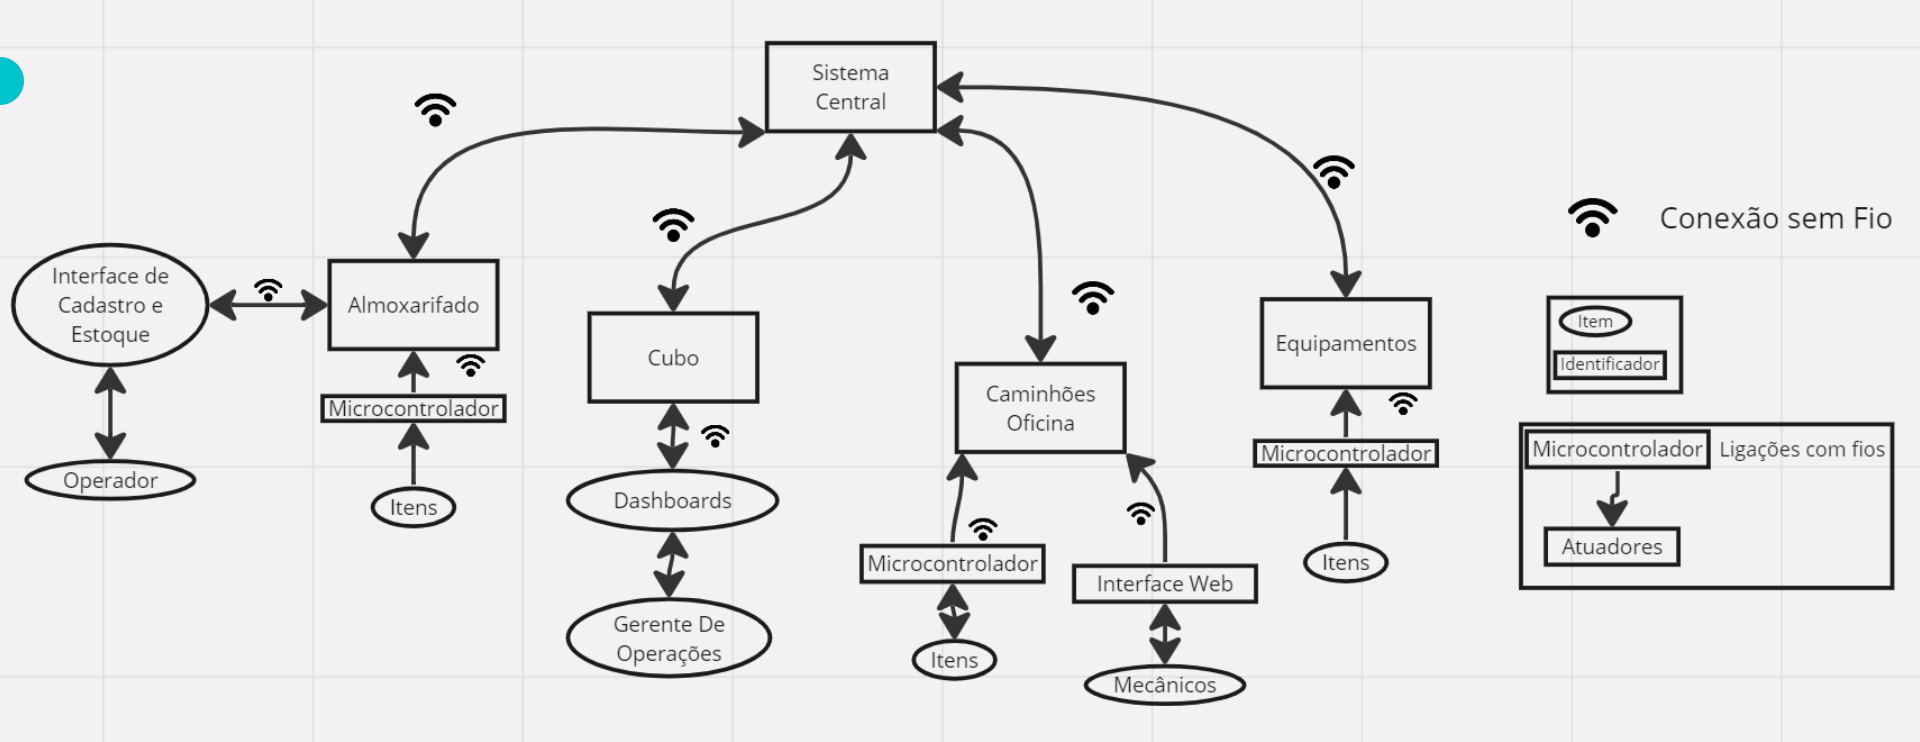 Sistema
Central
Conexão sem Fio
Interface de
Cadastro e
Estoque
Almoxarifado
Microcontrolador
Operador
Itens
Cubo
Dashboards
Gerente De
Operações
Caminhões
Oficina
Microcontrolador
Itens
Interface Web
Mecânicos
Equipamentos
Microcontrolador
Itens
Item
Identificador
Microcontrolador
Ligações com fios
Atuadores